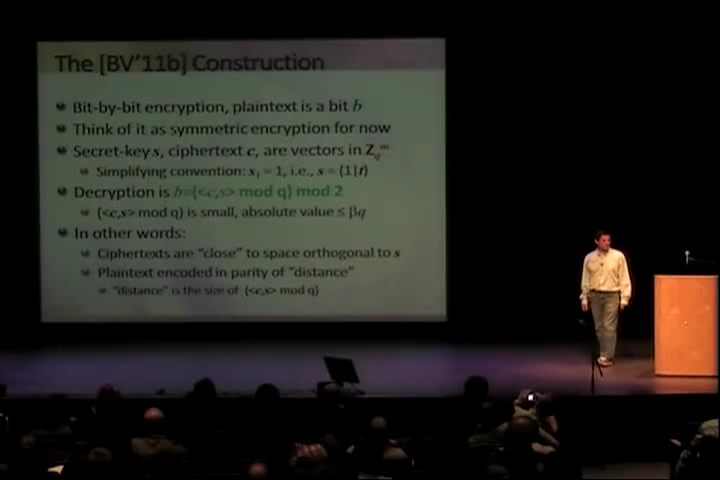 The [BV'11b] Construction
Bit-by-bit encryption, plaintext is a bit b
Think of it as symmetric encryption for now
Secret-key s, ciphertext c, are vectors in Z_q^m
Simplifying convention: s₁ = 1, i.e., s = (1|t)
Decryption is b=(<c,s> mod q) mod 2
(<c,s> mod q) is small, absolute value ≤ βq
In other words:
Ciphertexts are "close" to space orthogonal to s
Plaintext encoded in parity of "distance"
"distance" is the size of (<c,s> mod q)